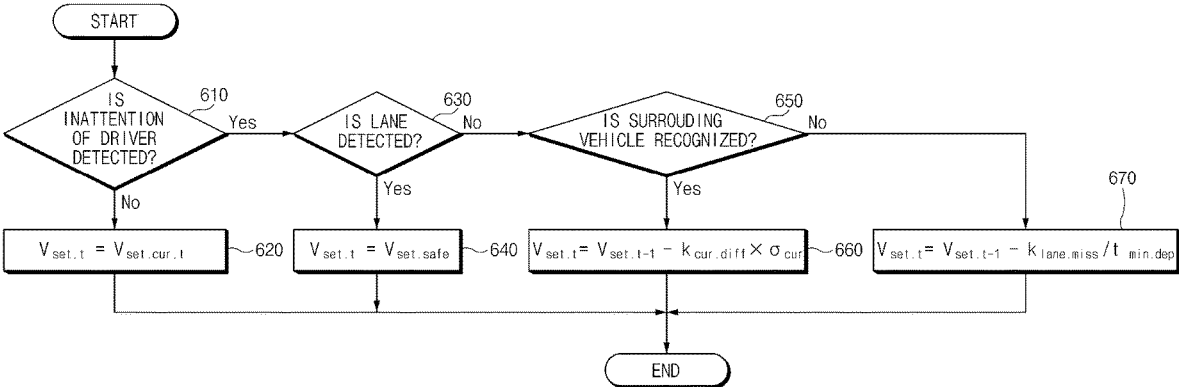 START
IS
INATTENTION
OF DRIVER
DETECTED?
610
Yes
No
IS LANE
DETECTED?
630
No
Yes
IS SURROUDING
VEHICLE RECOGNIZED?
650
No
Yes
V set.t = V set.cur.t
620
V set.t = V set.safe
640
V set.t = V set.t-1 - k cur.diff × σ cur
660
V set.t = V set.t-1 - k lane.miss / t min.dep
670
END